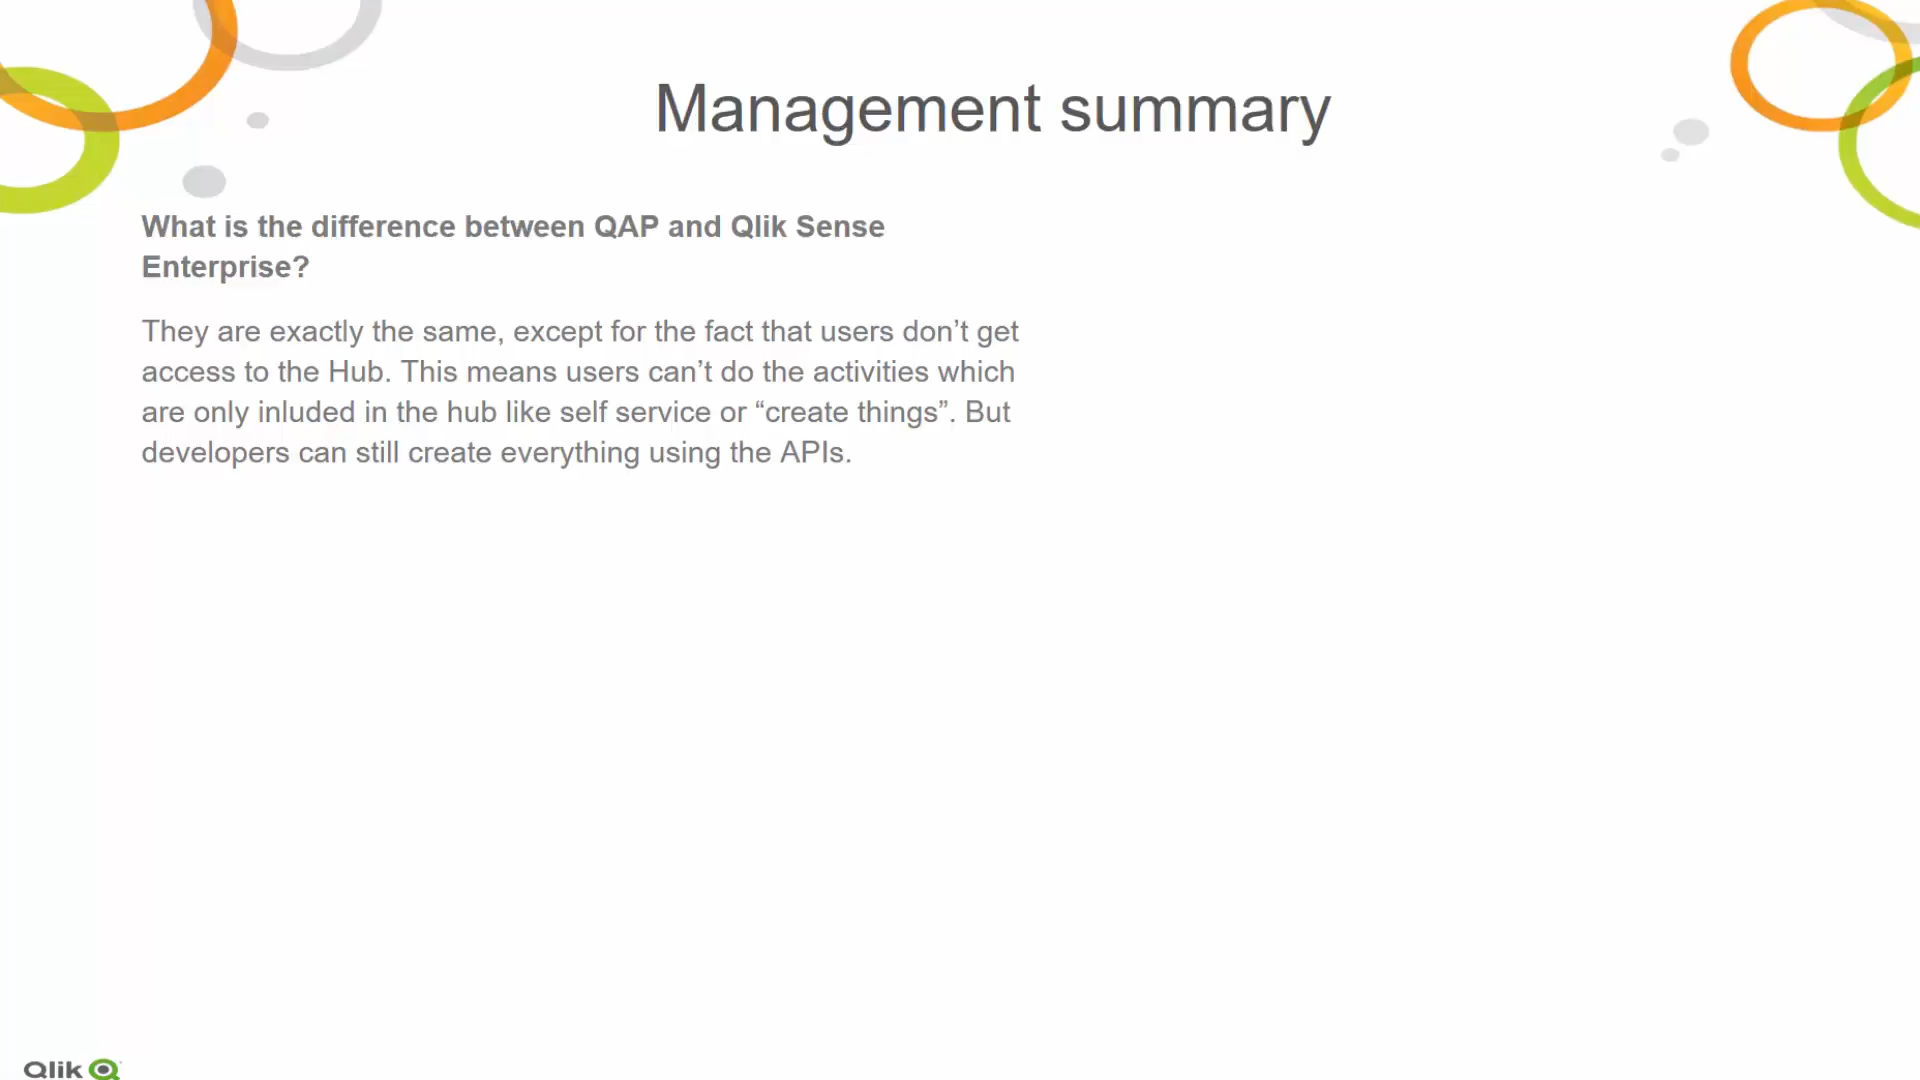 Management summary
What is the difference between QAP and Qlik Sense
Enterprise?
They are exactly the same, except for the fact that users don’t get
access to the Hub. This means users can’t do the activities which
are only inluded in the hub like self service or “create things”. But
developers can still create everything using the APIs.
Qlik